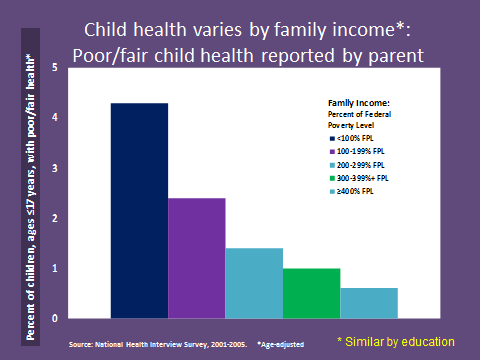 Child health varies by family income*:
Poor/fair child health reported by parent
Percent of children, ages ≤17 years, with poor/fair health*
5
4
3
2
1
0
Family Income:
Percent of Federal
Poverty Level
<100% FPL
100-199% FPL
200-299% FPL
300-399%+ FPL
≥400% FPL
Source: National Health Interview Survey, 2001-2005. *Age-adjusted
* Similar by education